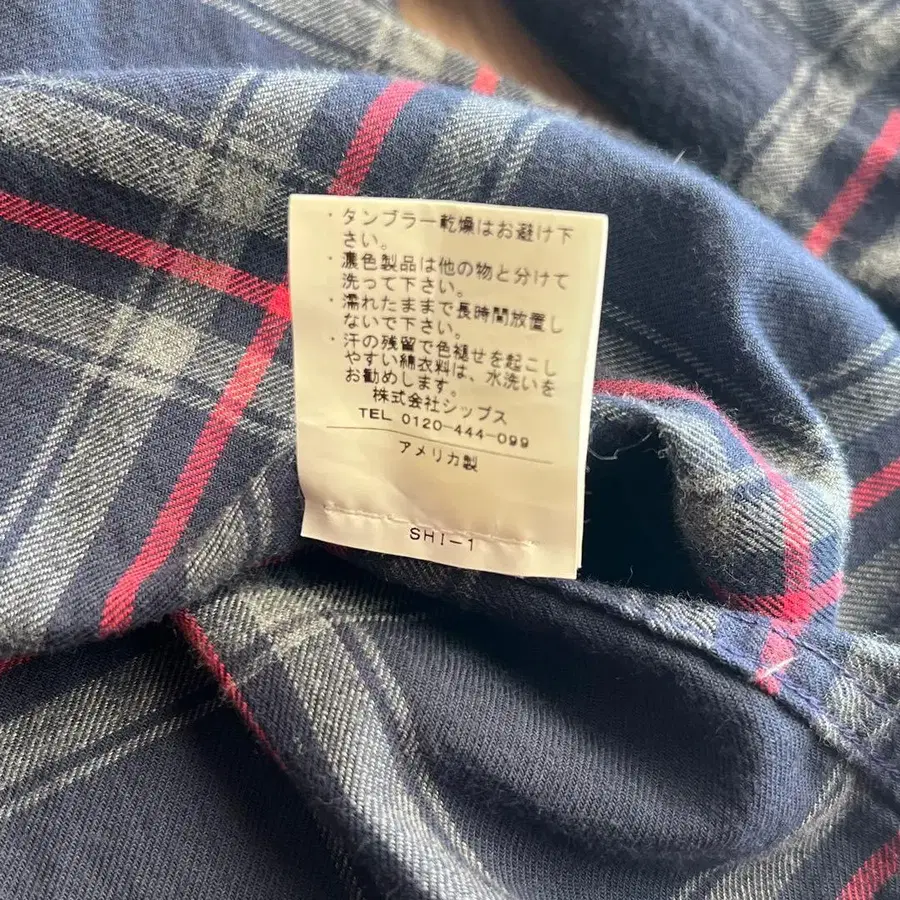 ・タンブラー乾燥はお避け下
さい。
・濃色製品は他の物と分けて
洗って下さい。
・濡れたままで長時間放置し
ないで下さい。
・汗の残留で色褪せを起こし
やすい綿衣料は、水洗いを
お勧めします。
株式会社シップス
TEL 0120-444-099
アメリカ製
SHI-1